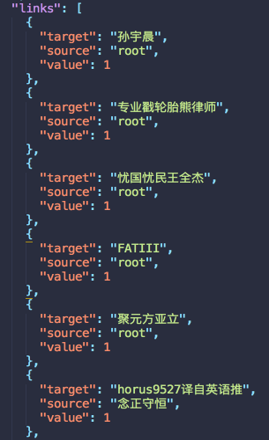 "links": [
{
"target": "孙宇晨",
"source": "root",
"value": 1
},
{
"target": "专业戳轮胎熊律师",
"source": "root",
"value": 1
},
{
"target": "忧国忧民王全杰",
"source": "root",
"value": 1
},
{
"target": "FATIII",
"source": "root",
"value": 1
},
{
"target": "聚元方亚立",
"source": "root",
"value": 1
},
{
"target": "horus9527译自英语推",
"source": "念正守恒",
"value": 1
},